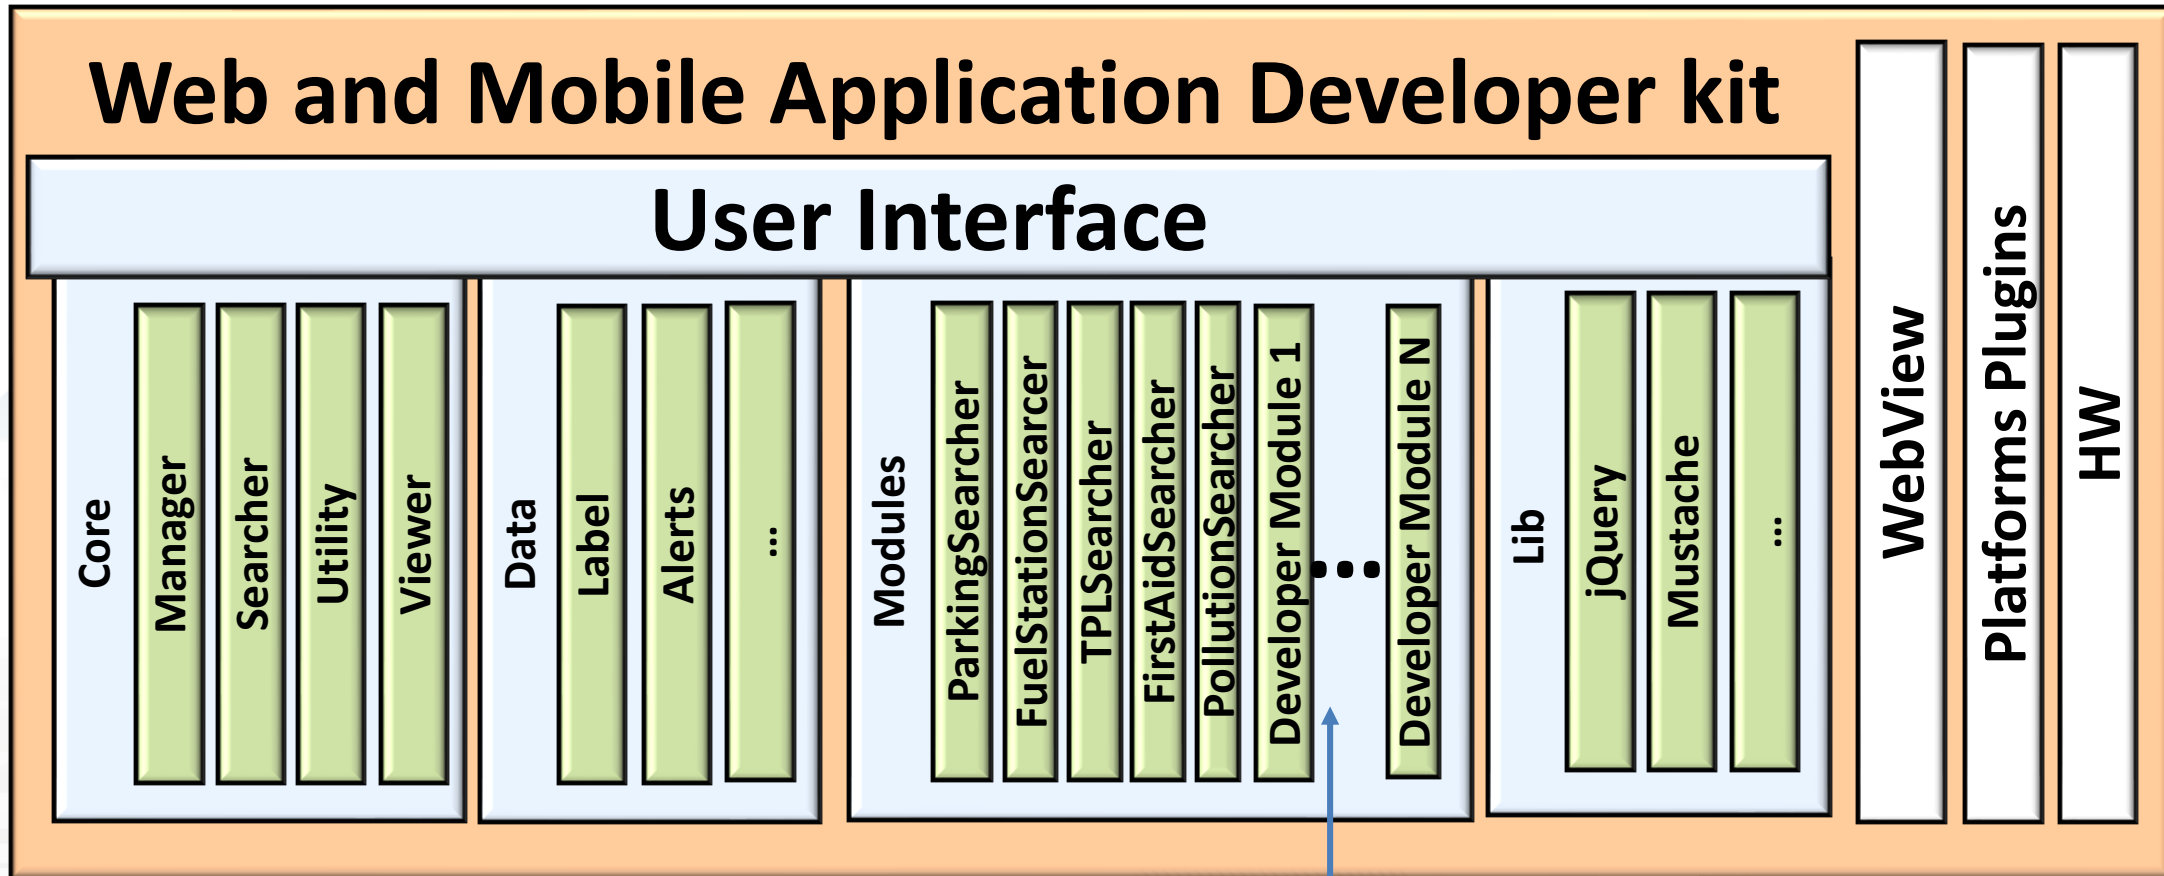 Web and Mobile Application Developer kit
User Interface
Core
Manager
Searcher
Utility
Viewer
Data
Label
Alerts
...
Modules
ParkingSearcher
FuelStationSearcer
TPLSearcher
FirstAidSearcher
PollutionSearcher
Developer Module 1
...
Developer Module N
Lib
jQuery
Mustache
...
WebView
Platforms Plugins
HW